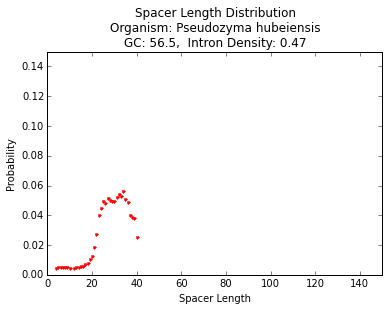 Spacer Length Distribution
Organism: Pseudozyma hubeiensis
GC: 56.5,  Intron Density: 0.47
0.14
0.12
0.10
0.08
0.06
0.04
0.02
0.00
Probability
0 20 40 60 80 100 120 140
Spacer Length